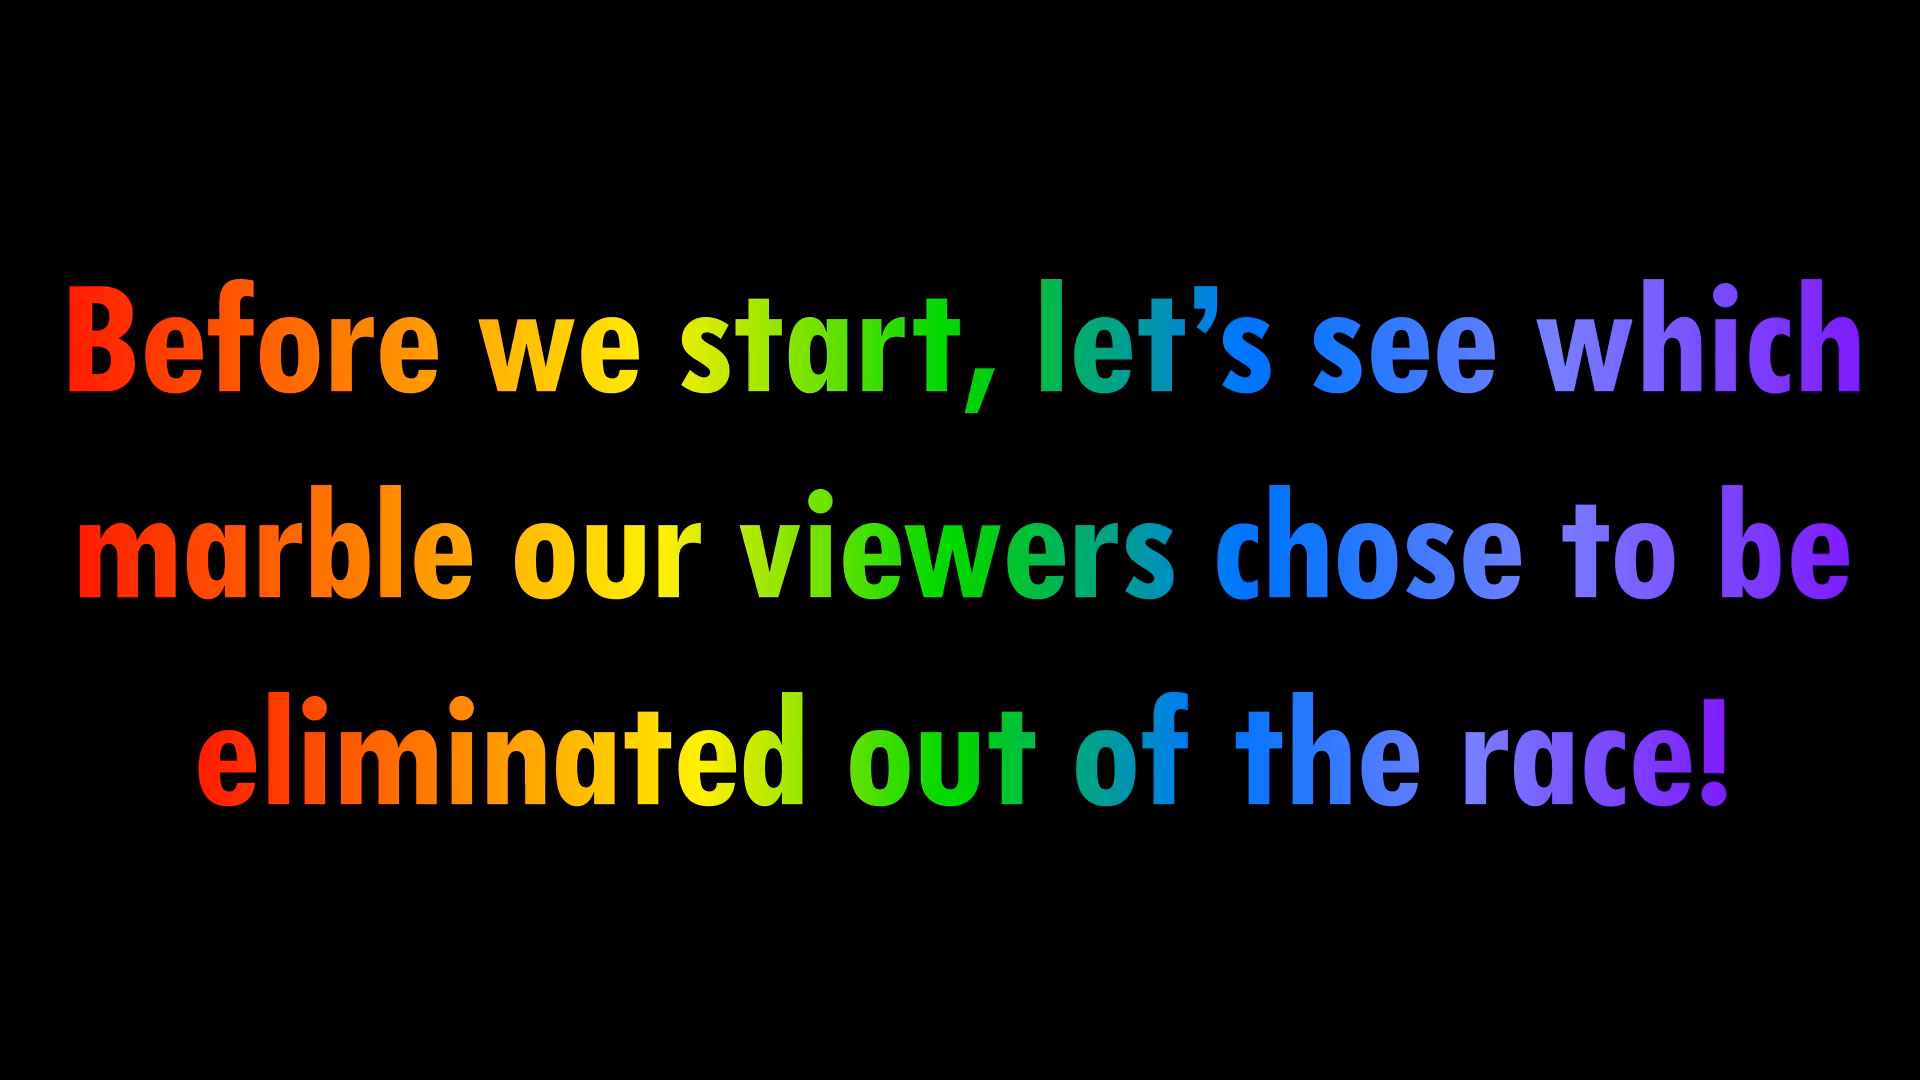 Before we start, let’s see which
marble our viewers chose to be
eliminated out of the race!